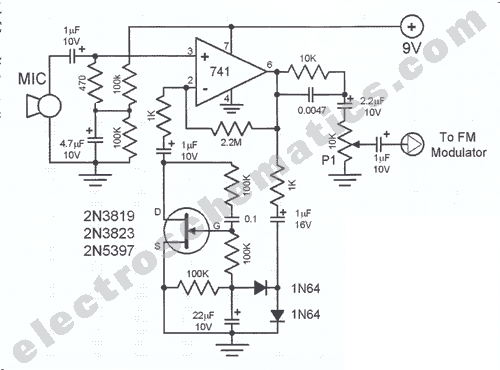 1µF
10V
MIC
470
100k
4.7µF
10V
100K
3
2
741
7
6
4
9V
10K
0.0047
2.2µF
10V
10K
P1
1µF
10V
To FM
Modulator
1K
1µF
10V
2.2M
100K
0.1
1K
1µF
16V
2N3819
2N3823
2N5397
D
G
S
100K
100K
22µF
10V
1N64
1N64
electroschematics.com